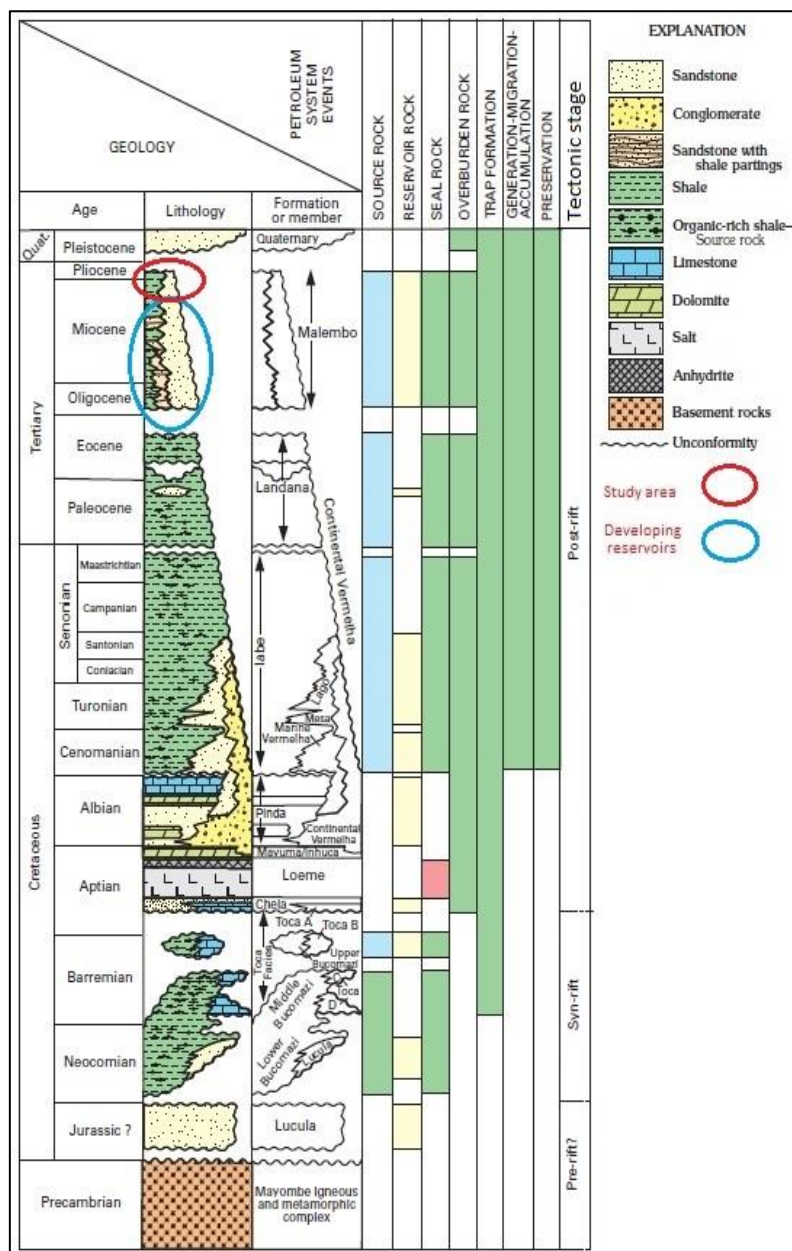 GEOLOGY
PETROLEUM
SYSTEM
EVENTS
SOURCE ROCK
RESERVOIR ROCK
SEAL ROCK
OVERBURDEN ROCK
TRAP FORMATION
GENERATION-MIGRATION-
ACCUMULATION
PRESERVATION
Tectonic stage
Age
Lithology
Formation
or member
Quat.
Pleistocene
Quaternary
Tertiary
Pliocene
Miocene
Malembo
Oligocene
Eocene
Landana
Paleocene
Continental Vermelha
Post-rift
Cretaceous
Senonian
Maastrichtian
Campanian
Santonian
Coniacian
Iabe
Turonian
Lago
Mesa
Marine
Vermelha
Cenomanian
Albian
Pinda
Continental
Vermelha
Mavuma/Inhuca
Aptian
Loeme
Chela
Toca A
Toca B
Toca
Facies
Upper
Bucomazi
Barremian
Middle
Bucomazi
C
Toca
D
Syn-rift
Neocomian
Lower
Bucomazi
Lucula
Jurassic ?
Lucula
Pre-rift?
Precambrian
Mayombe Igneous
and metamorphic
complex
EXPLANATION
Sandstone
Conglomerate
Sandstone with
shale partings
Shale
Organic-rich shale—
Source rock
Limestone
Dolomite
Salt
Anhydrite
Basement rocks
Unconformity
Study area
Developing
reservoirs